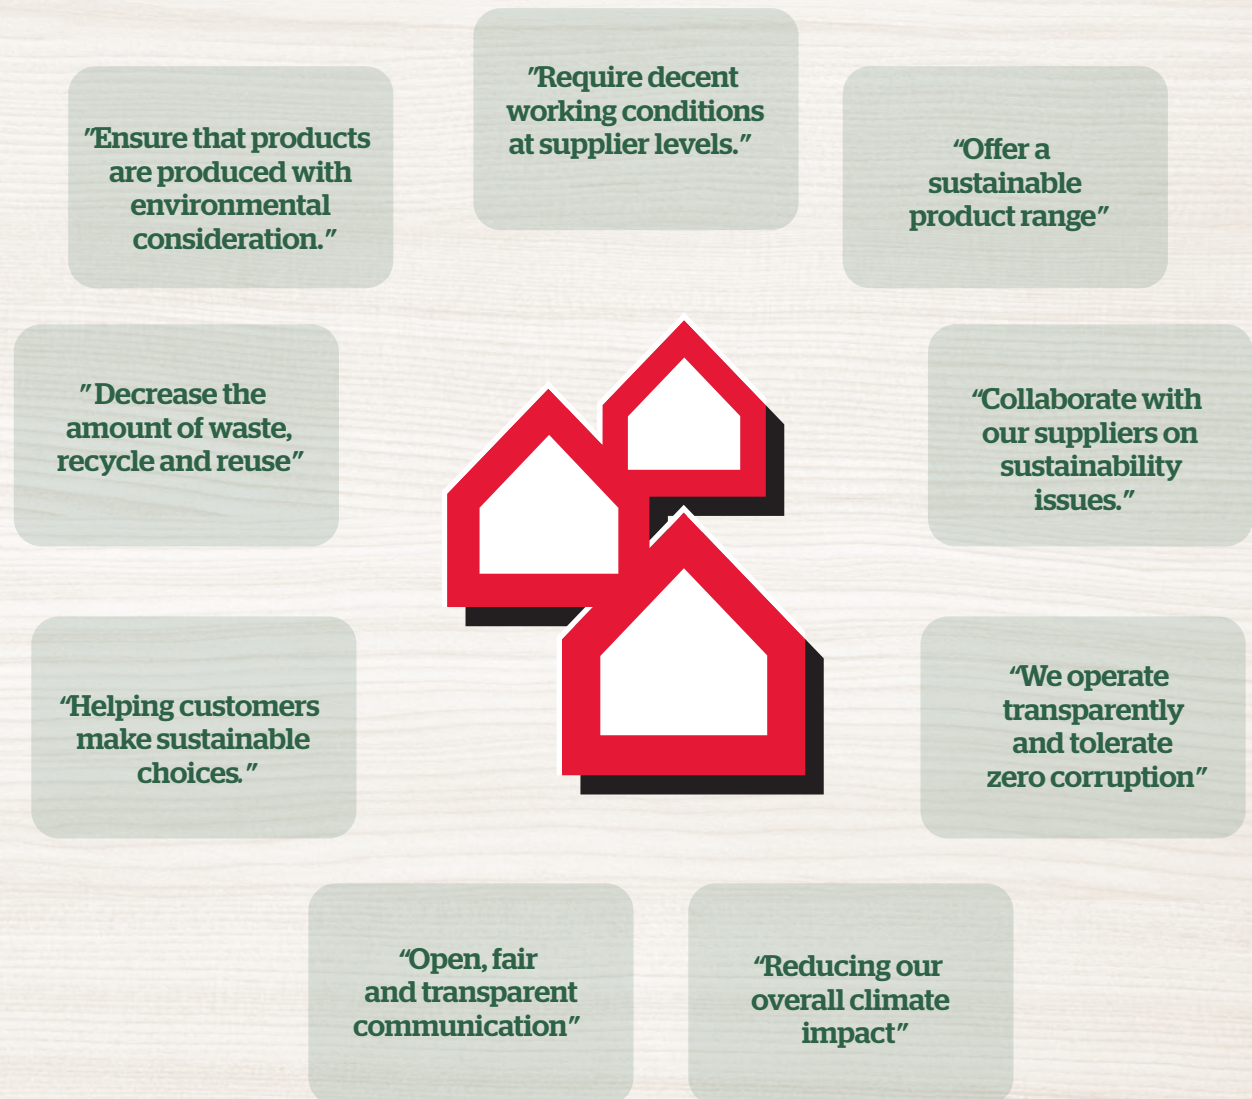 "Require decent
working conditions
at supplier levels."
"Ensure that products
are produced with
environmental
consideration."
“Offer a
sustainable
product range”
"Decrease the
amount of waste,
recycle and reuse"
“Collaborate with
our suppliers on
sustainability
issues.”
“Helping customers
make sustainable
choices.”
“We operate
transparently
and tolerate
zero corruption”
“Open, fair
and transparent
communication”
“Reducing our
overall climate
impact”